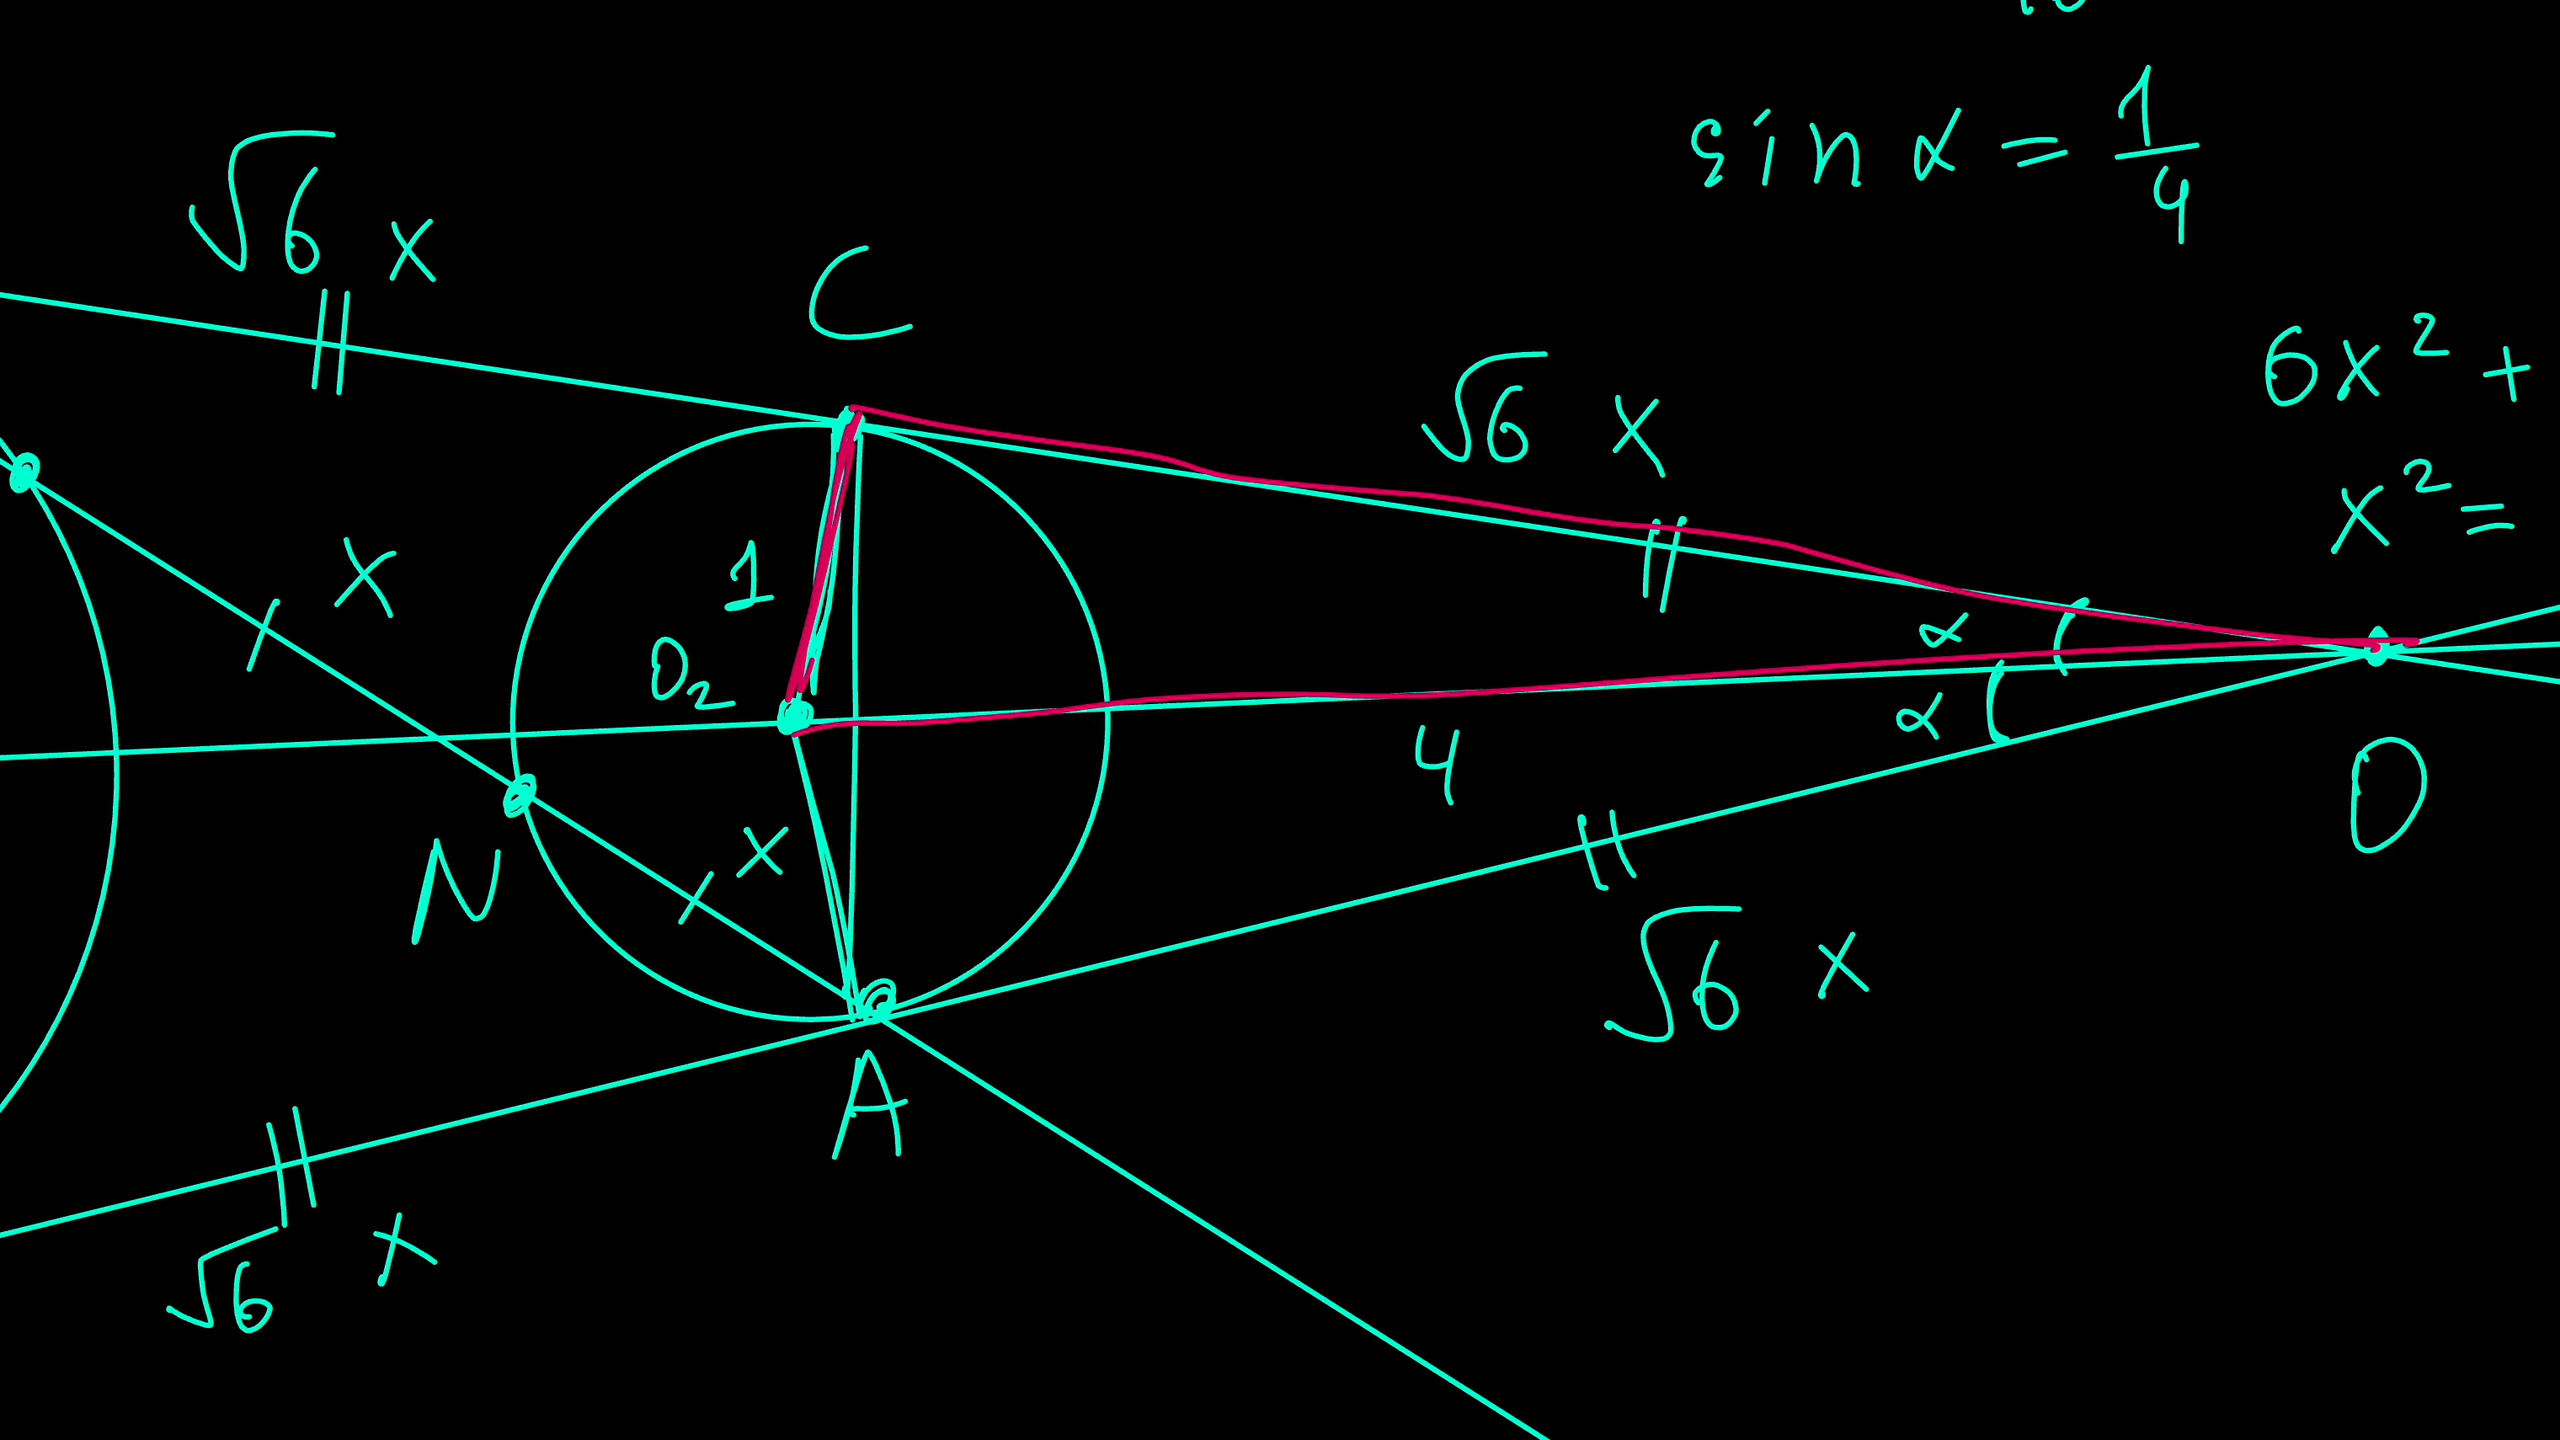 sin α = 1/4
√6 x
C
6x² +
√6 x
x² =
x
1
α
O₂
α
4
O
x
N
√6 x
A
√6 x